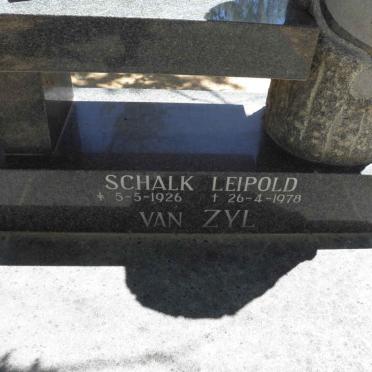 SCHALK LEIPOLD
* 5-5-1926 † 26-4-1978
VAN ZYL